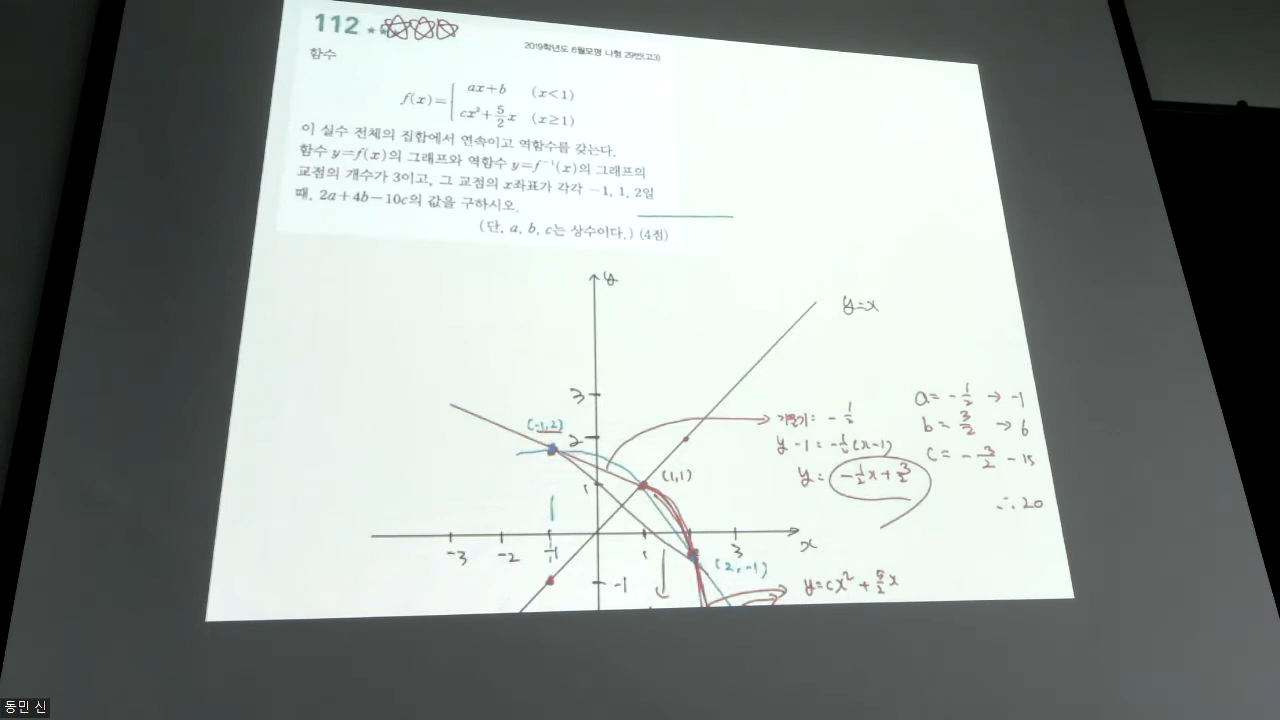 112
2019학년도 6월모평 나형 29번(고3)
함수
f(x)= ax+b (x<1)
cx²+5/2x (x≥1)
이 실수 전체의 집합에서 연속이고 역함수를 갖는다.
함수 y=f(x)의 그래프와 역함수 y=f⁻¹(x)의 그래프의
교점의 개수가 3이고, 그 교점의 x좌표가 각각 -1, 1, 2일
때, 2a+4b-10c의 값을 구하시오.
(단, a, b, c는 상수이다.) (4점)
y
y=x
3
(-1,2)
2
1
(1,1)
-3 -2 -1 1 3 x
(2,-1)
-1
기울기: -1/2
y-1=-1/2(x-1)
y= -1/2x+3/2
y=cx²+5/2x
a=-1/2 → -1
b=3/2 → 6
c=-3/2 -15
∴20
동민 신